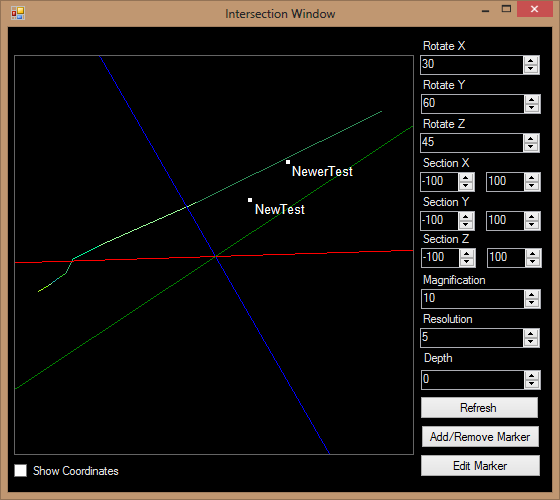 Intersection Window
Rotate X
30
Rotate Y
60
Rotate Z
45
Section X
-100 100
Section Y
-100 100
Section Z
-100 100
Magnification
10
Resolution
5
Depth
0
Refresh
Add/Remove Marker
Edit Marker
NewerTest
NewTest
Show Coordinates